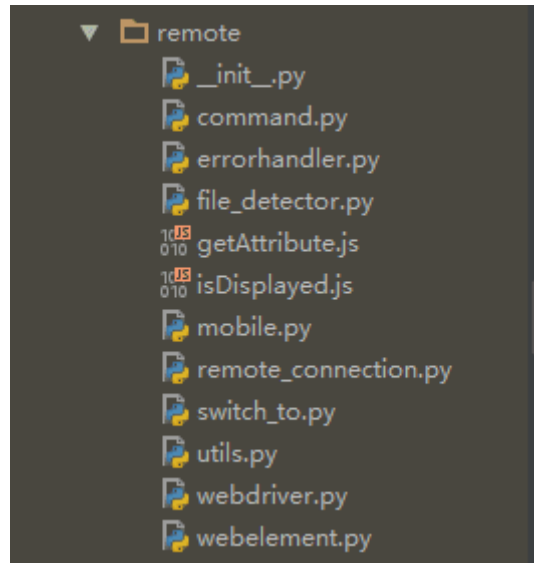 remote
__init__.py
command.py
errorhandler.py
file_detector.py
getAttribute.js
isDisplayed.js
mobile.py
remote_connection.py
switch_to.py
utils.py
webdriver.py
webelement.py